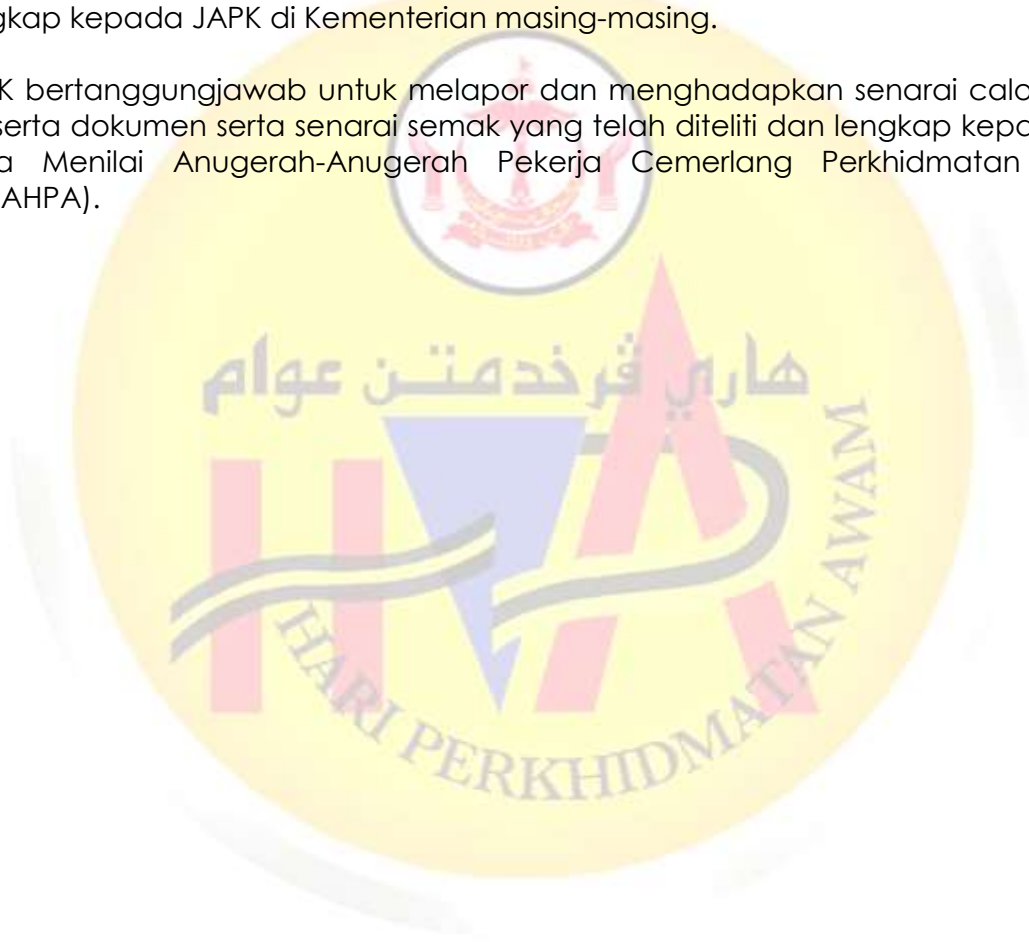 gkap kepada JAPK di Kementerian masing-masing.
K bertanggungjawab untuk melapor dan menghadapkan senarai calo
serta dokumen serta senarai semak yang telah diteliti dan lengkap kepa
a Menilai Anugerah-Anugerah Pekerja Cemerlang Perkhidmatan
AHPA).
هاري ڤرخدمتن عوام
HARI PERKHIDMATAN AWAM